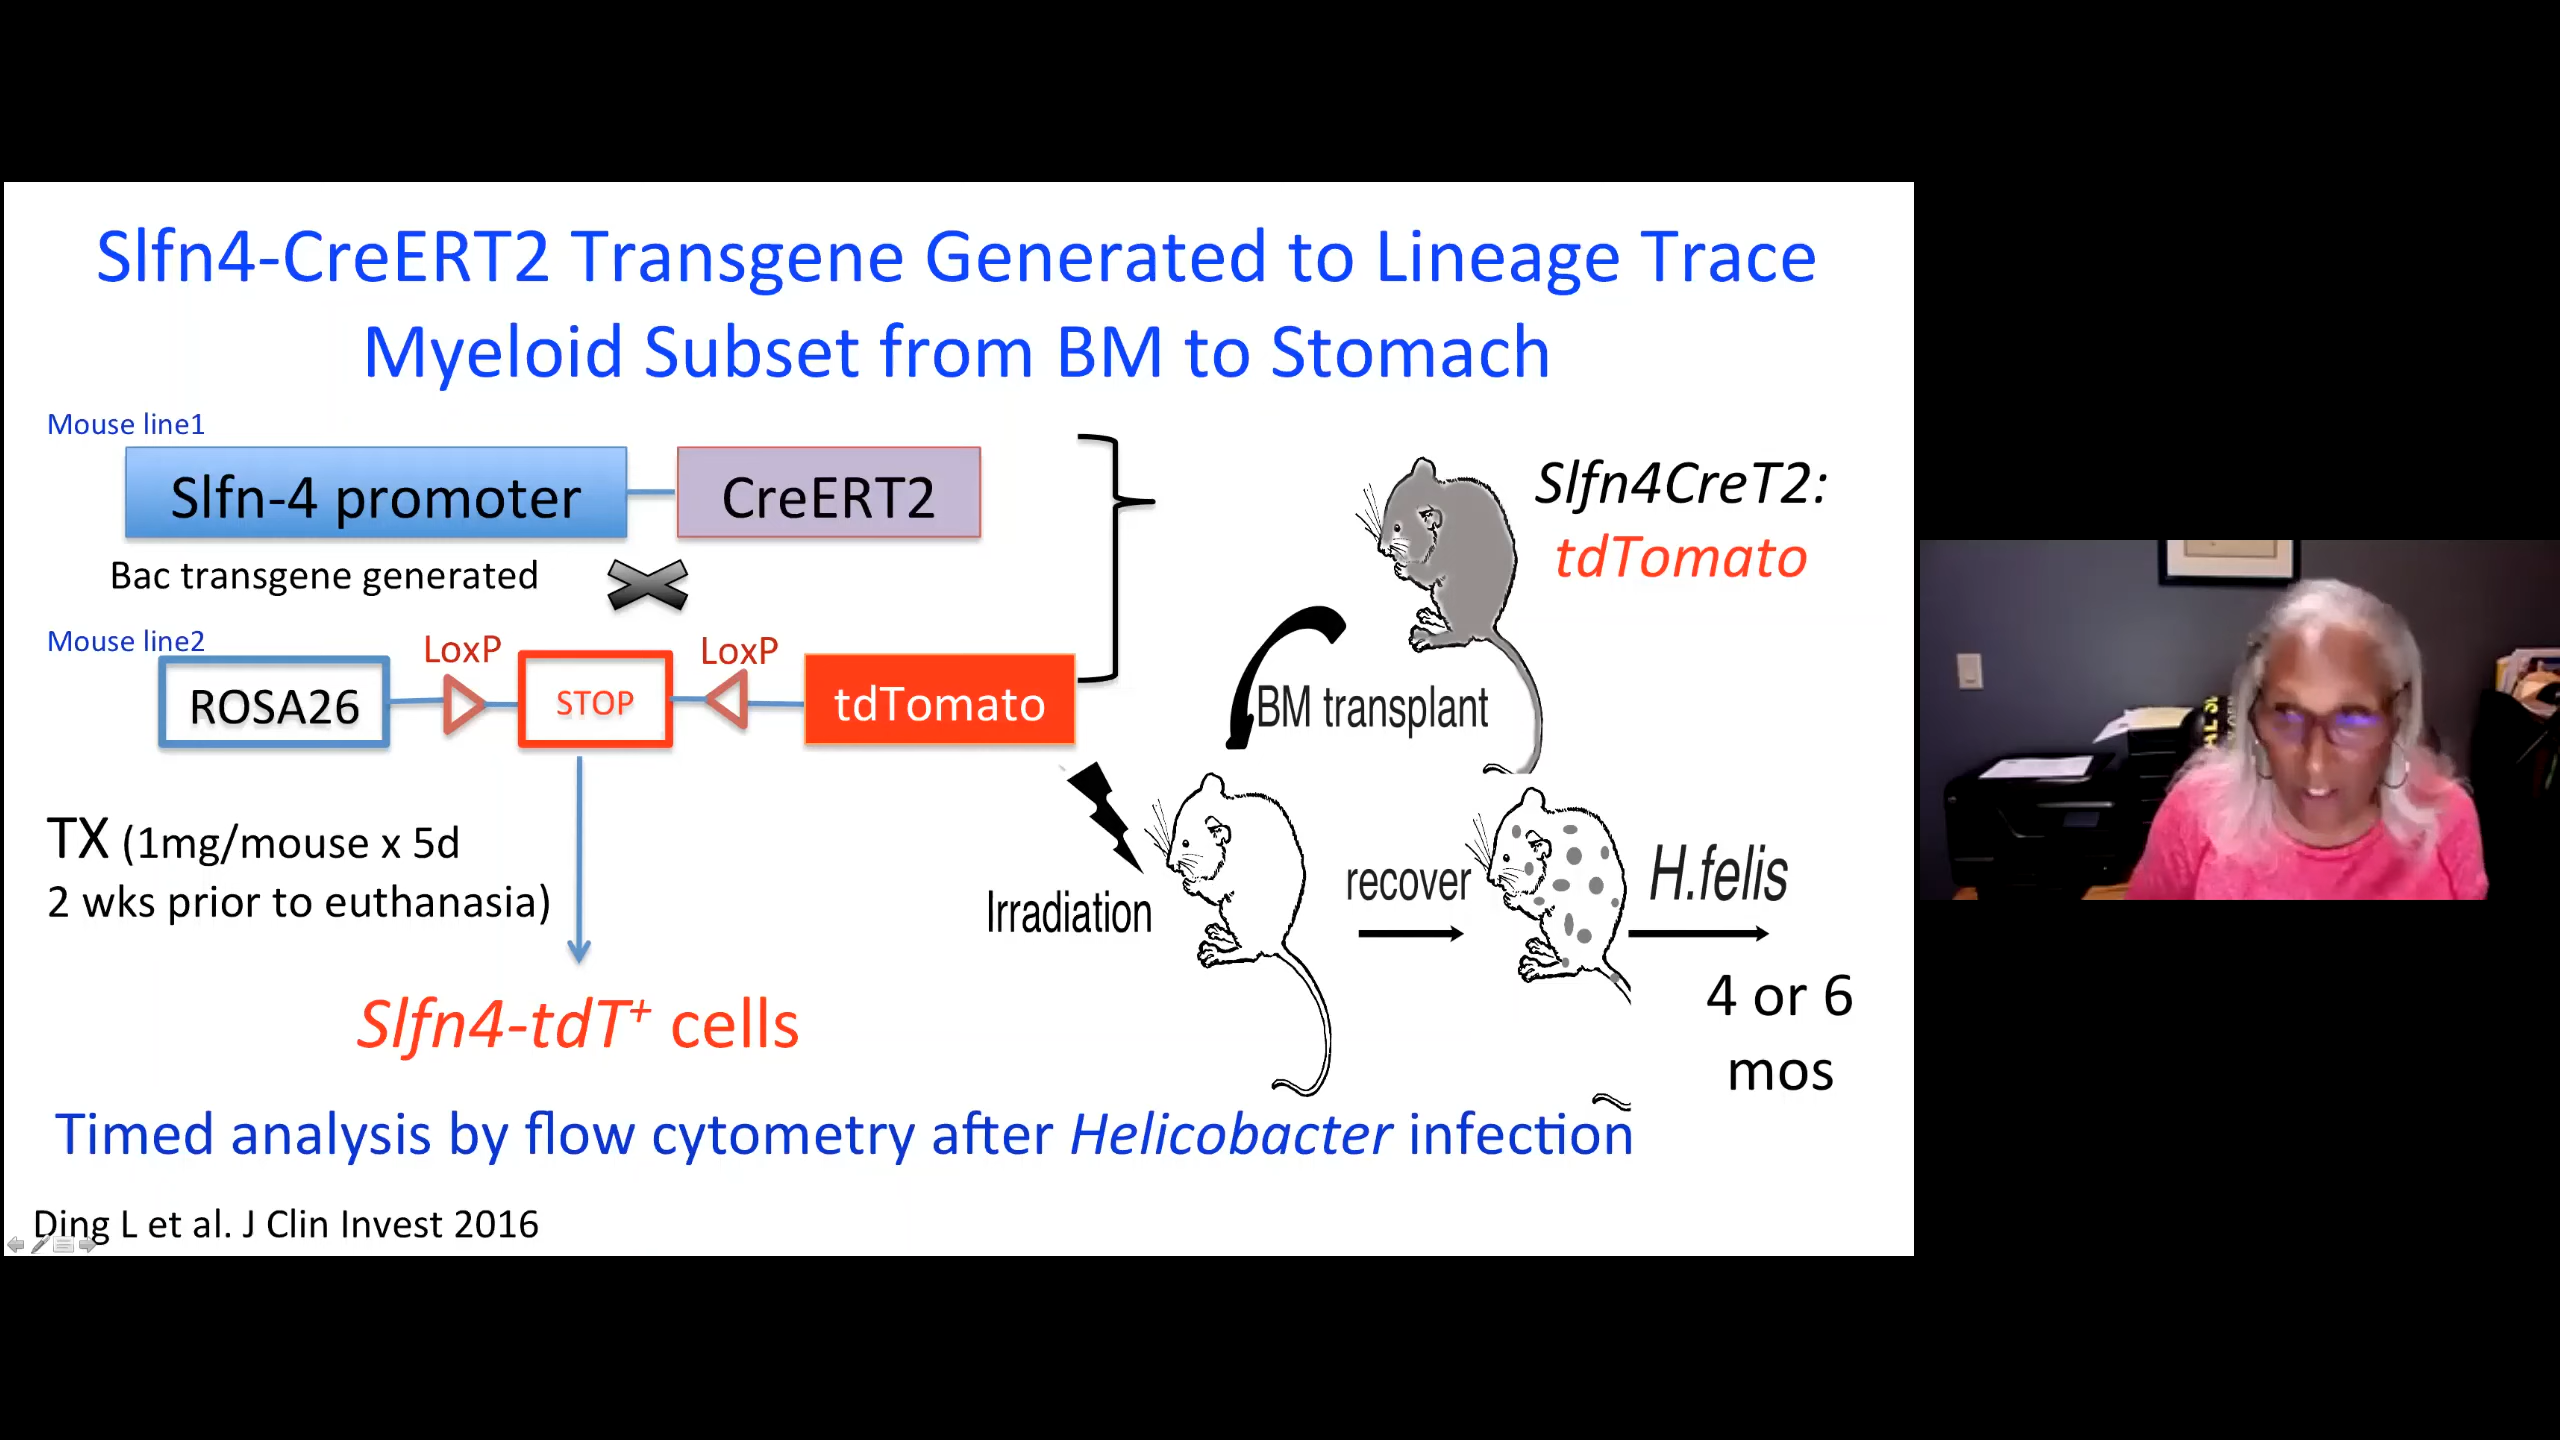 Slfn4-CreERT2 Transgene Generated to Lineage Trace
Myeloid Subset from BM to Stomach
Mouse line1
Slfn-4 promoter
CreERT2
Bac transgene generated
Mouse line2
ROSA26
LoxP
STOP
LoxP
tdTomato
TX (1mg/mouse x 5d
2 wks prior to euthanasia)
Slfn4-tdT+ cells
Slfn4CreT2:
tdTomato
BM transplant
Irradiation
recover
H.felis
4 or 6
mos
Timed analysis by flow cytometry after Helicobacter infection
Ding L et al. J Clin Invest 2016